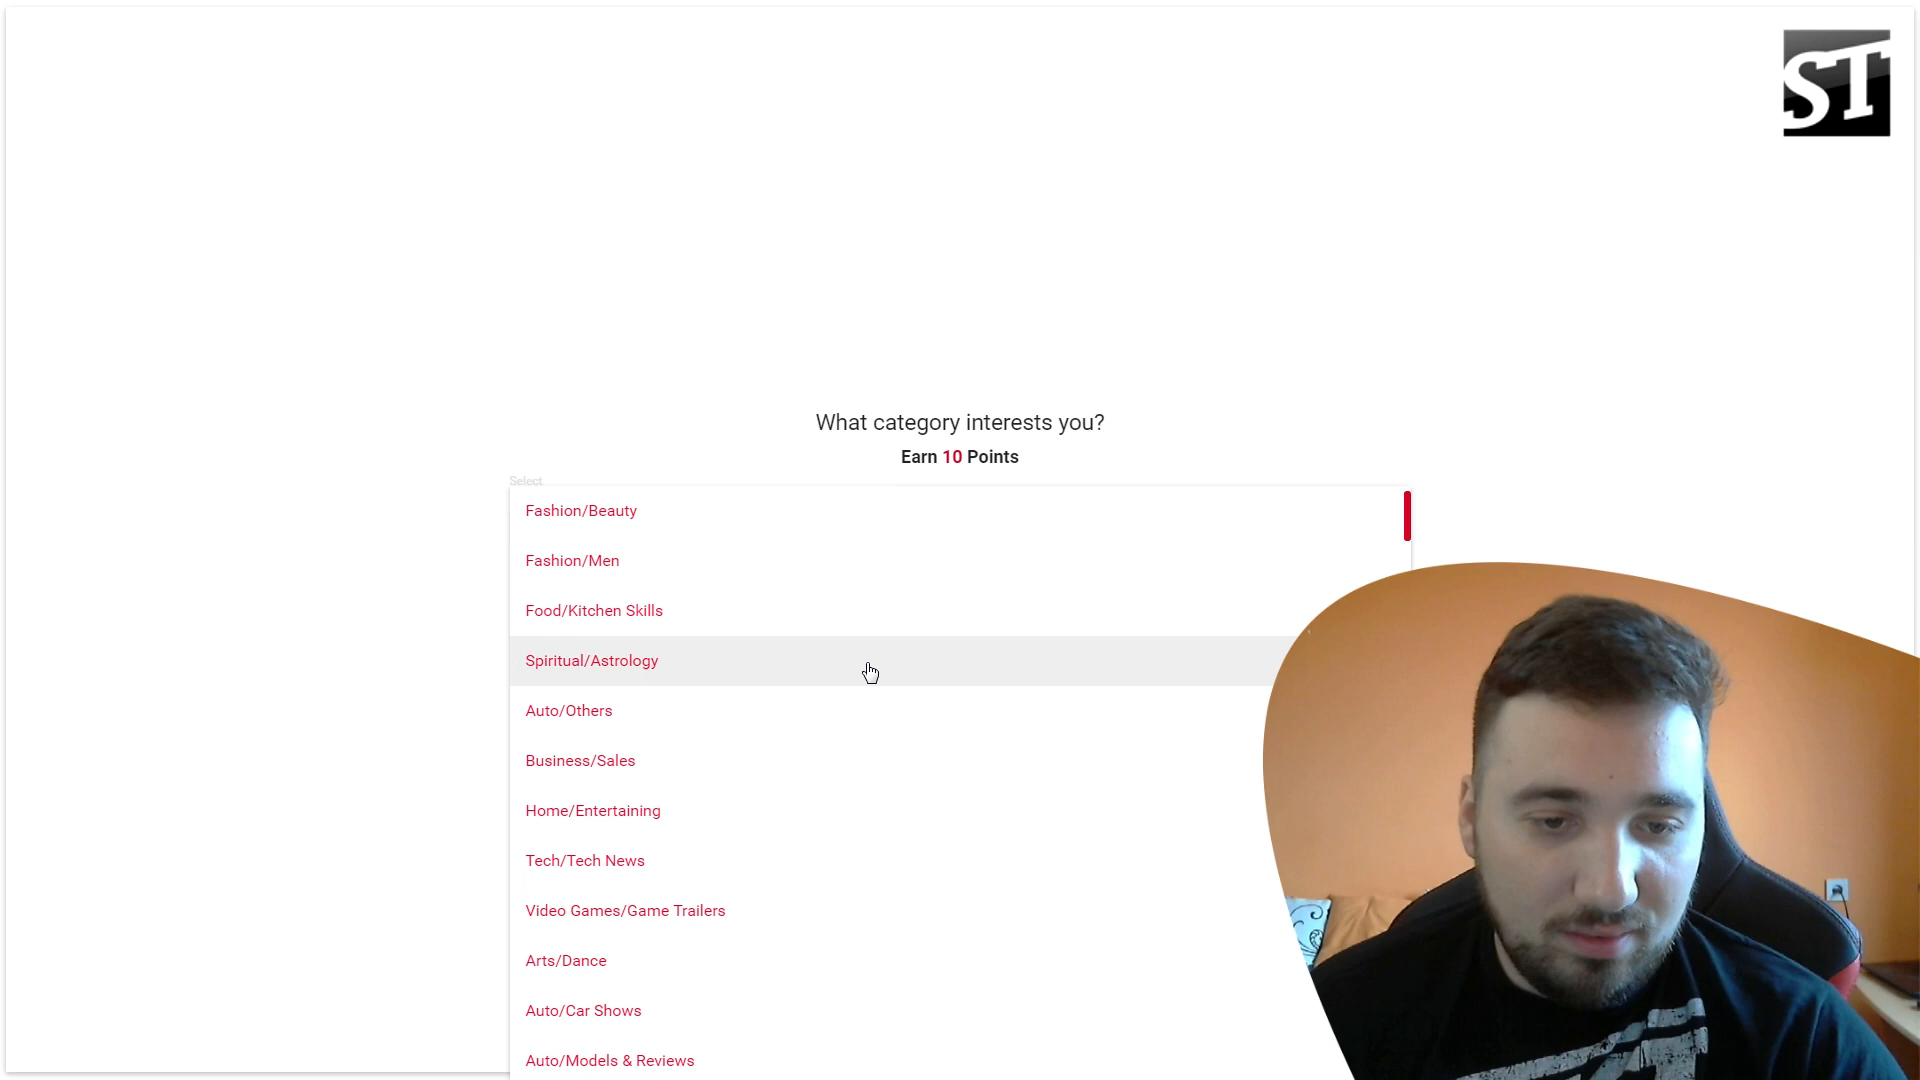 ST
What category interests you?
Earn 10 Points
Select
Fashion/Beauty
Fashion/Men
Food/Kitchen Skills
Spiritual/Astrology
Auto/Others
Business/Sales
Home/Entertaining
Tech/Tech News
Video Games/Game Trailers
Arts/Dance
Auto/Car Shows
Auto/Models & Reviews